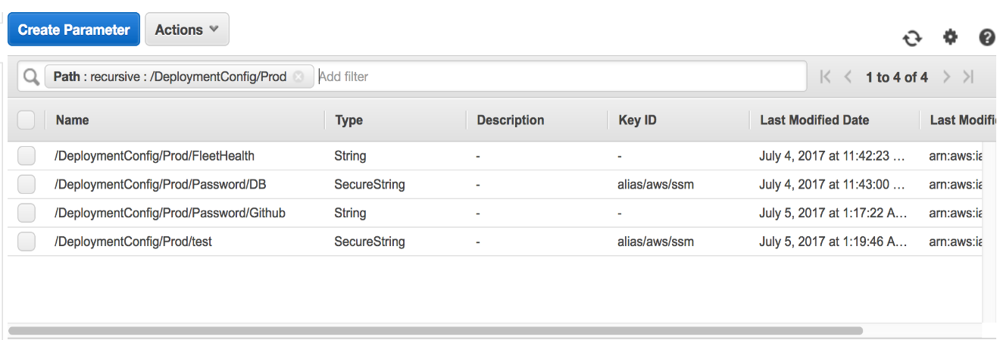 Create Parameter Actions
Path : recursive : /DeploymentConfig/Prod Add filter 1 to 4 of 4
Name Type Description Key ID Last Modified Date Last Modifi
/DeploymentConfig/Prod/FleetHealth String - - July 4, 2017 at 11:42:23 ... arn:aws:ia
/DeploymentConfig/Prod/Password/DB SecureString - alias/aws/ssm July 4, 2017 at 11:43:00 ... arn:aws:ia
/DeploymentConfig/Prod/Password/Github String - - July 5, 2017 at 1:17:22 A... arn:aws:ia
/DeploymentConfig/Prod/test SecureString - alias/aws/ssm July 5, 2017 at 1:19:46 A... arn:aws:ia